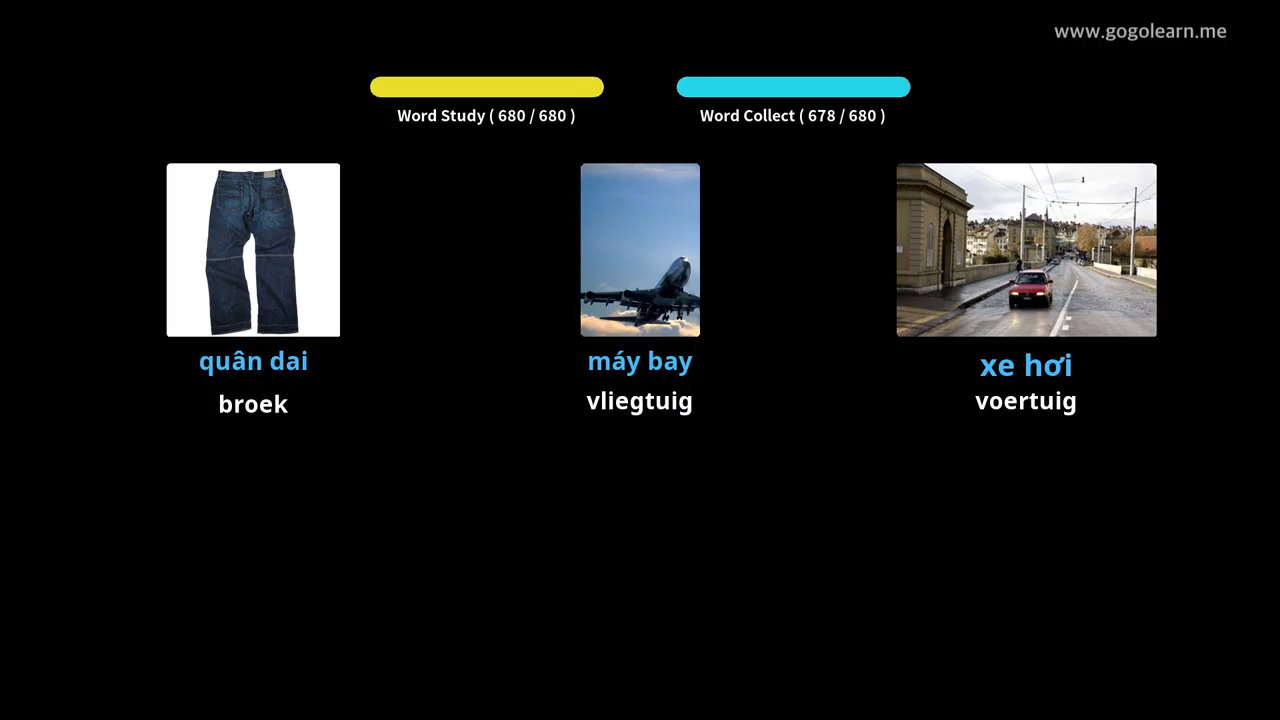 www.gogolearn.me
Word Study ( 680 / 680 )
Word Collect ( 678 / 680 )
quân dai
máy bay
xe hơi
broek
vliegtuig
voertuig